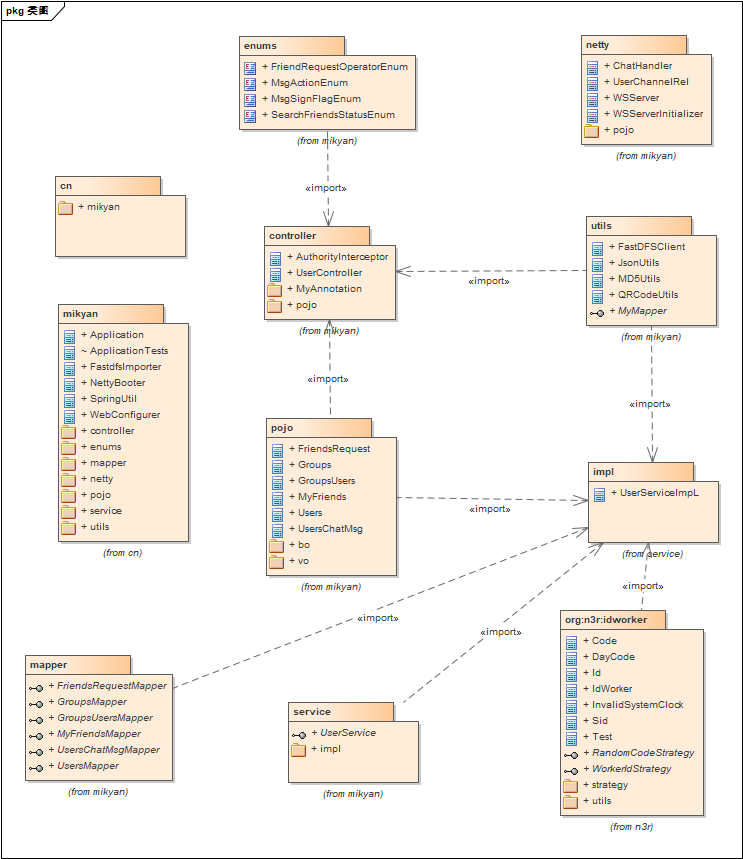 pkg 类图
enums
+ FriendRequestOperatorEnum
+ MsgActionEnum
+ MsgSignFlagEnum
+ SearchFriendsStatusEnum
(from mikyan)
netty
+ ChatHandler
+ UserChannelRel
+ WSServer
+ WSServerInitializer
+ pojo
(from mikyan)
«import»
cn
+ mikyan
controller
+ AuthorityInterceptor
+ UserController
+ MyAnnotation
+ pojo
(from mikyan)
«import»
utils
+ FastDFSClient
+ JsonUtils
+ MD5Utils
+ QRCodeUtils
+ MyMapper
(from mikyan)
mikyan
+ Application
~ ApplicationTests
+ FastdfsImporter
+ NettyBooter
+ SpringUtil
+ WebConfigurer
+ controller
+ enums
+ mapper
+ netty
+ pojo
+ service
+ utils
(from cn)
«import»
«import»
pojo
+ FriendsRequest
+ Groups
+ GroupsUsers
+ MyFriends
+ Users
+ UsersChatMsg
+ bo
+ vo
(from mikyan)
«import»
impl
+ UserServiceImpL
(from service)
«import»
«import»
«import»
mapper
+ FriendsRequestMapper
+ GroupsMapper
+ GroupsUsersMapper
+ MyFriendsMapper
+ UsersChatMsgMapper
+ UsersMapper
(from mikyan)
service
+ UserService
+ impl
(from mikyan)
org:n3r:idworker
+ Code
+ DayCode
+ Id
+ IdWorker
+ InvalidSystemClock
+ Sid
+ Test
+ RandomCodeStrategy
+ WorkerIdStrategy
+ strategy
+ utils
(from n3r)